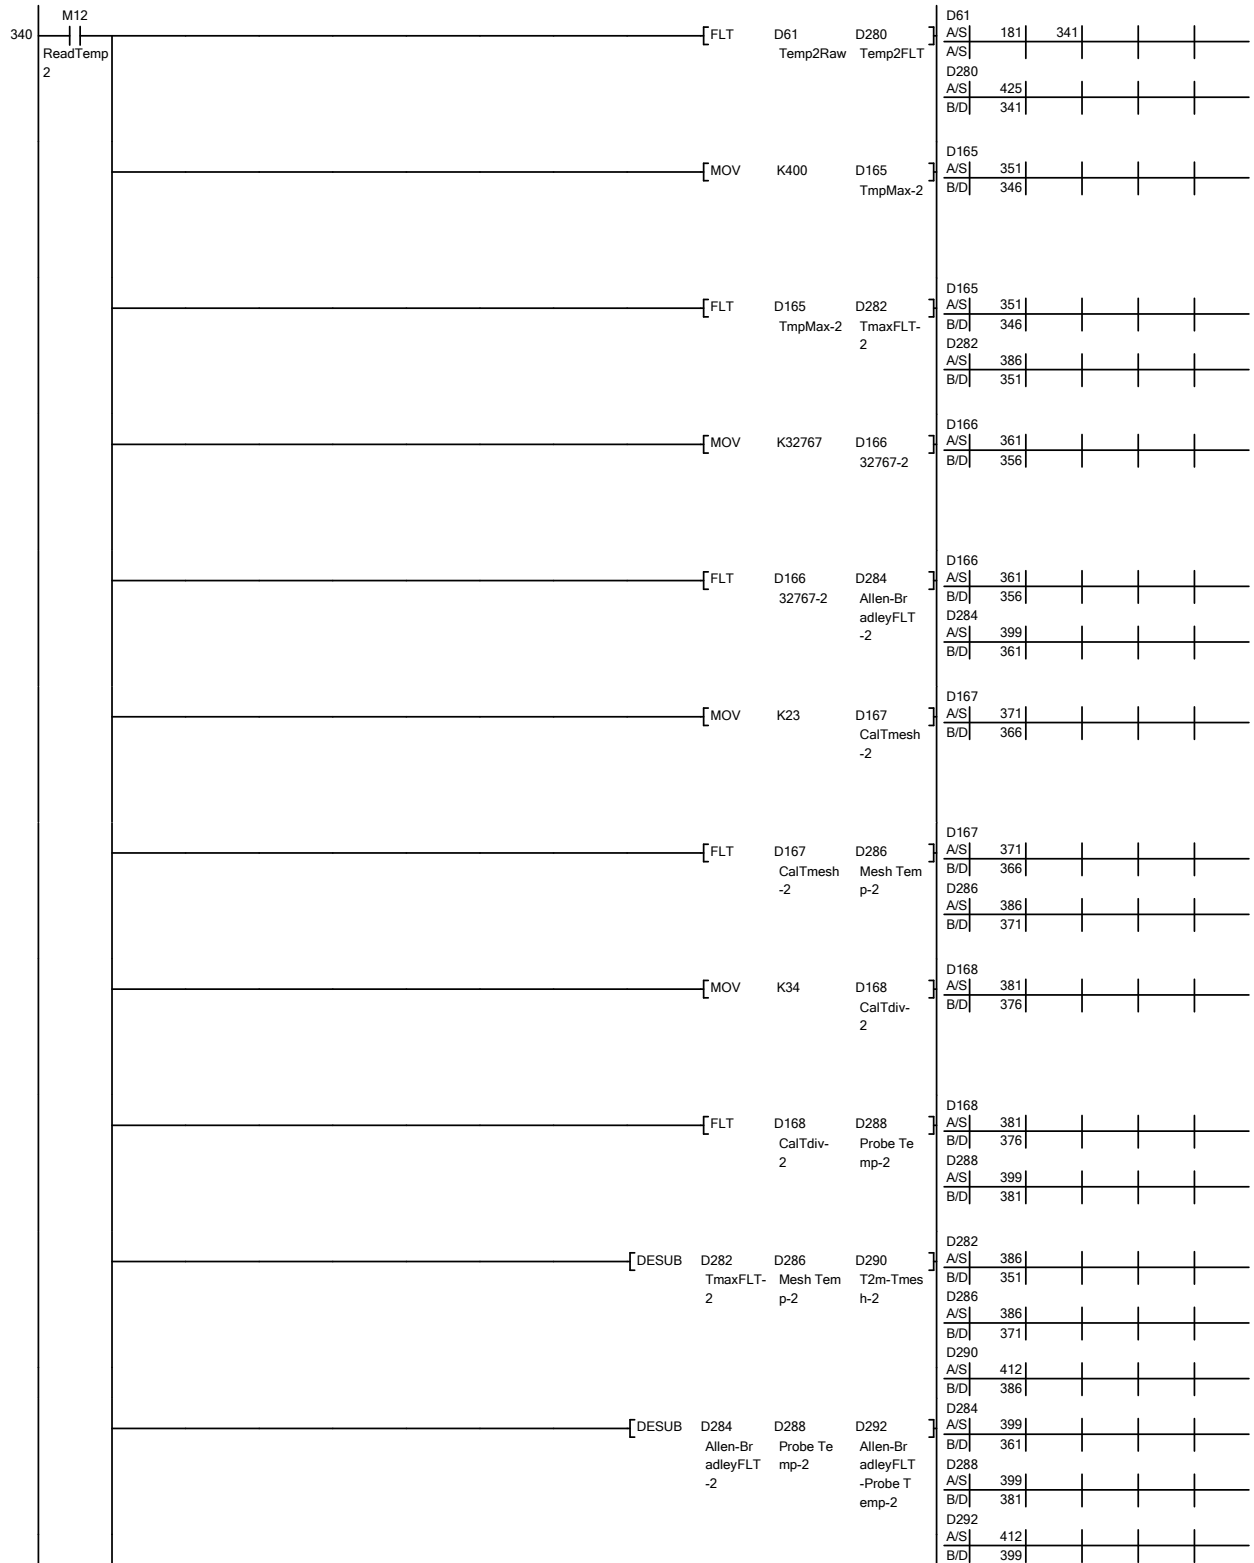 M12
340
ReadTemp
2
FLT D61 D280
Temp2Raw Temp2FLT
D61
A/S 181 341
A/S
D280
A/S 425
B/D 341
MOV K400 D165
TmpMax-2
D165
A/S 351
B/D 346
FLT D165 D282
TmpMax-2 TmaxFLT-
2
D165
A/S 351
B/D 346
D282
A/S 386
B/D 351
MOV K32767 D166
32767-2
D166
A/S 361
B/D 356
FLT D166 D284
32767-2 Allen-Br
adleyFLT
-2
D166
A/S 361
B/D 356
D284
A/S 399
B/D 361
MOV K23 D167
CalTmesh
-2
D167
A/S 371
B/D 366
FLT D167 D286
CalTmesh Mesh Tem
-2 p-2
D167
A/S 371
B/D 366
D286
A/S 386
B/D 371
MOV K34 D168
CalTdiv-
2
D168
A/S 381
B/D 376
FLT D168 D288
CalTdiv- Probe Te
2 mp-2
D168
A/S 381
B/D 376
D288
A/S 399
B/D 381
DESUB D282 D286 D290
TmaxFLT- Mesh Tem T2m-Tmes
2 p-2 h-2
D282
A/S 386
B/D 351
D286
A/S 386
B/D 371
D290
A/S 412
B/D 386
DESUB D284 D288 D292
Allen-Br Probe Te Allen-Br
adleyFLT mp-2 adleyFLT
-2 -Probe T
emp-2
D284
A/S 399
B/D 361
D288
A/S 399
B/D 381
D292
A/S 412
B/D 399